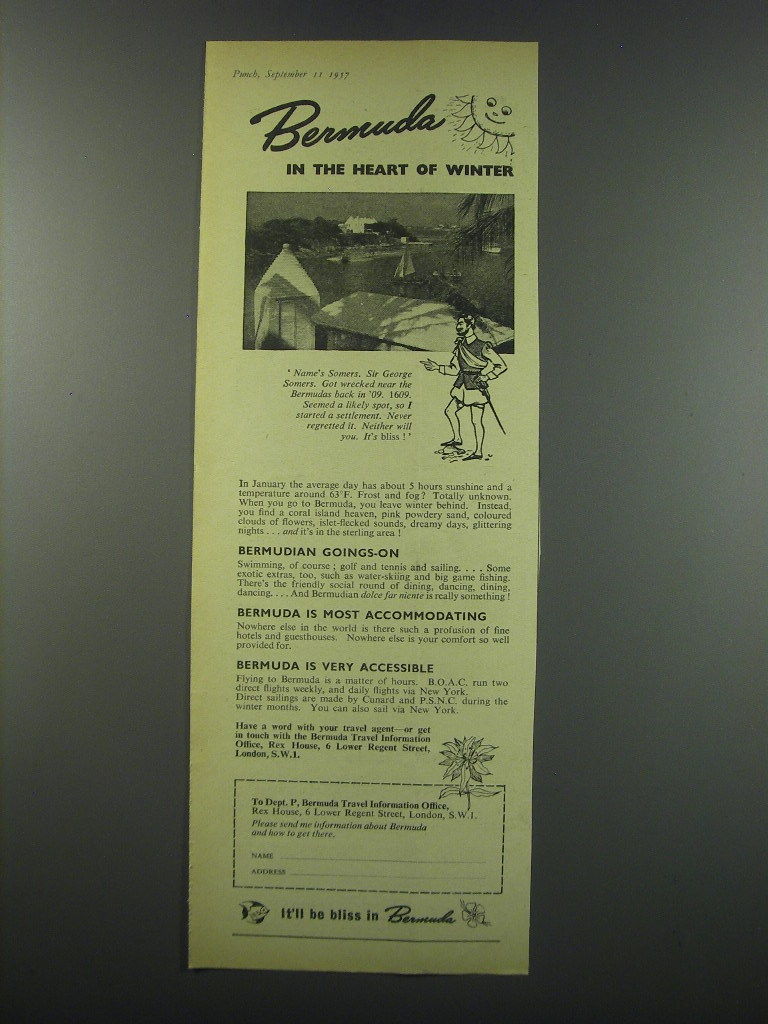 Punch, September 11 1957
Bermuda
IN THE HEART OF WINTER
' Name's Somers. Sir George
Somers. Got wrecked near the
Bermudas back in '09. 1609.
Seemed a likely spot, so I
started a settlement. Never
regretted it. Neither will
you. It's bliss ! '
In January the average day has about 5 hours sunshine and a
temperature around 63°F. Frost and fog? Totally unknown.
When you go to Bermuda, you leave winter behind. Instead,
you find a coral island heaven, pink powdery sand, coloured
clouds of flowers, islet-flecked sounds, dreamy days, glittering
nights . . . and it's in the sterling area !
BERMUDIAN GOINGS-ON
Swimming, of course ; golf and tennis and sailing. . . . Some
exotic extras, too, such as water-skiing and big game fishing.
There's the friendly social round of dining, dancing, dining,
dancing. . . . And Bermudian dolce far niente is really something !
BERMUDA IS MOST ACCOMMODATING
Nowhere else in the world is there such a profusion of fine
hotels and guesthouses. Nowhere else is your comfort so well
provided for.
BERMUDA IS VERY ACCESSIBLE
Flying to Bermuda is a matter of hours. B.O.A.C. run two
direct flights weekly, and daily flights via New York.
Direct sailings are made by Cunard and P.S.N.C. during the
winter months. You can also sail via New York.
Have a word with your travel agent—or get
in touch with the Bermuda Travel Information
Office, Rex House, 6 Lower Regent Street,
London, S.W.1.
To Dept. P, Bermuda Travel Information Office,
Rex House, 6 Lower Regent Street, London, S.W.1.
Please send me information about Bermuda
and how to get there.
NAME
ADDRESS
It'll be bliss in Bermuda